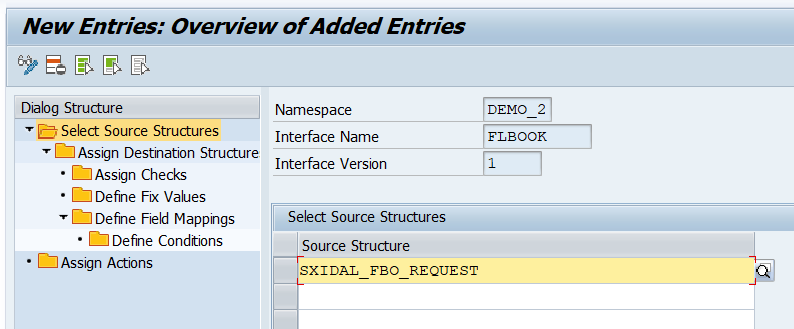 New Entries: Overview of Added Entries
Dialog Structure
Select Source Structures
Assign Destination Structure
Assign Checks
Define Fix Values
Define Field Mappings
Define Conditions
Assign Actions
Namespace DEMO_2
Interface Name FLBOOK
Interface Version 1
Select Source Structures
Source Structure
SXIDAL_FBO_REQUEST